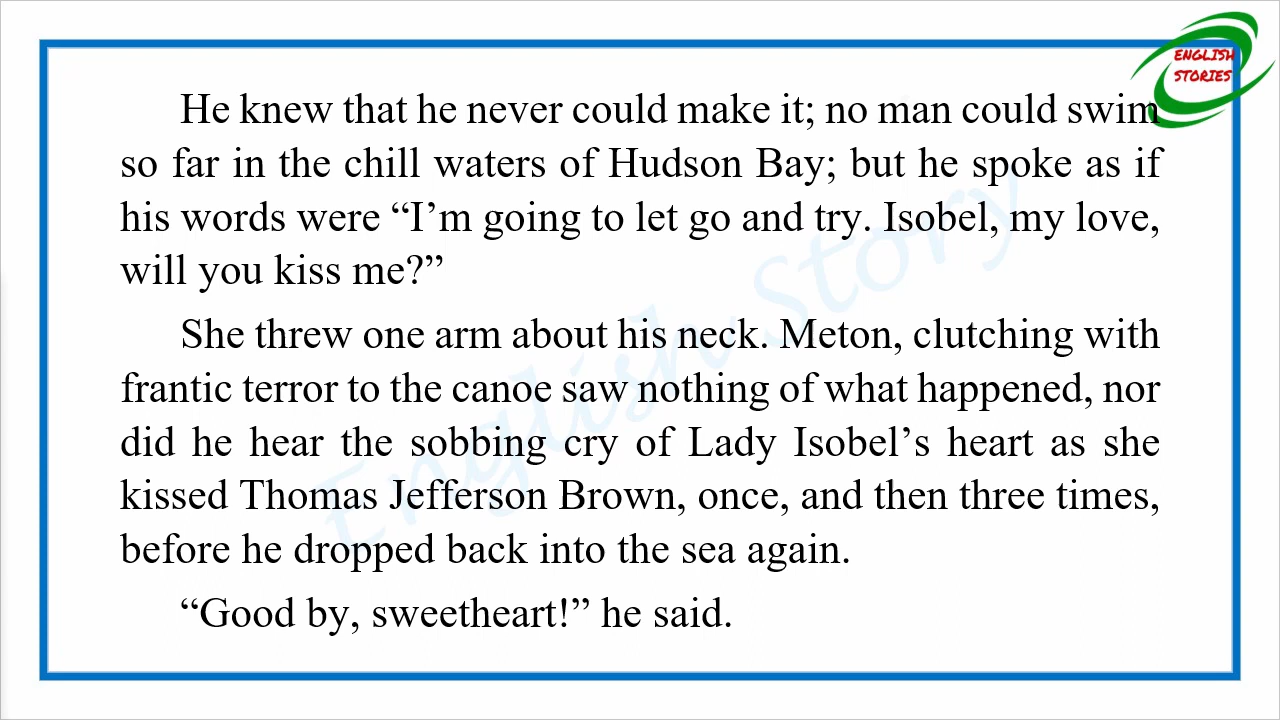 ENGLISH
STORIES
He knew that he never could make it; no man could swim
so far in the chill waters of Hudson Bay; but he spoke as if
his words were “I’m going to let go and try. Isobel, my love,
will you kiss me?”
She threw one arm about his neck. Meton, clutching with
frantic terror to the canoe saw nothing of what happened, nor
did he hear the sobbing cry of Lady Isobel’s heart as she
kissed Thomas Jefferson Brown, once, and then three times,
before he dropped back into the sea again.
“Good by, sweetheart!” he said.
English Story